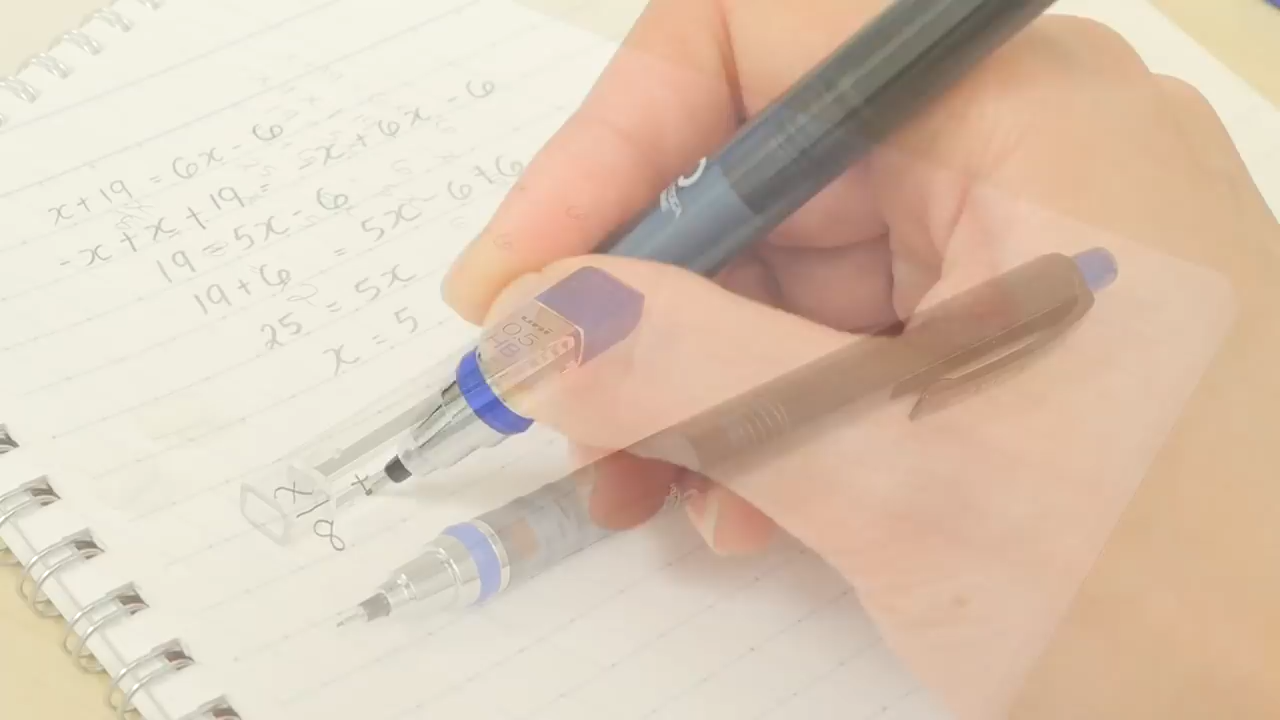 x + 19 = 6x - 6
-x + x + 19 = -x + 6x - 6
19 = 5x - 6
19 + 6 = 5x - 6 + 6
25 = 5x
x = 5
x/8 +
uni
0.5
HB